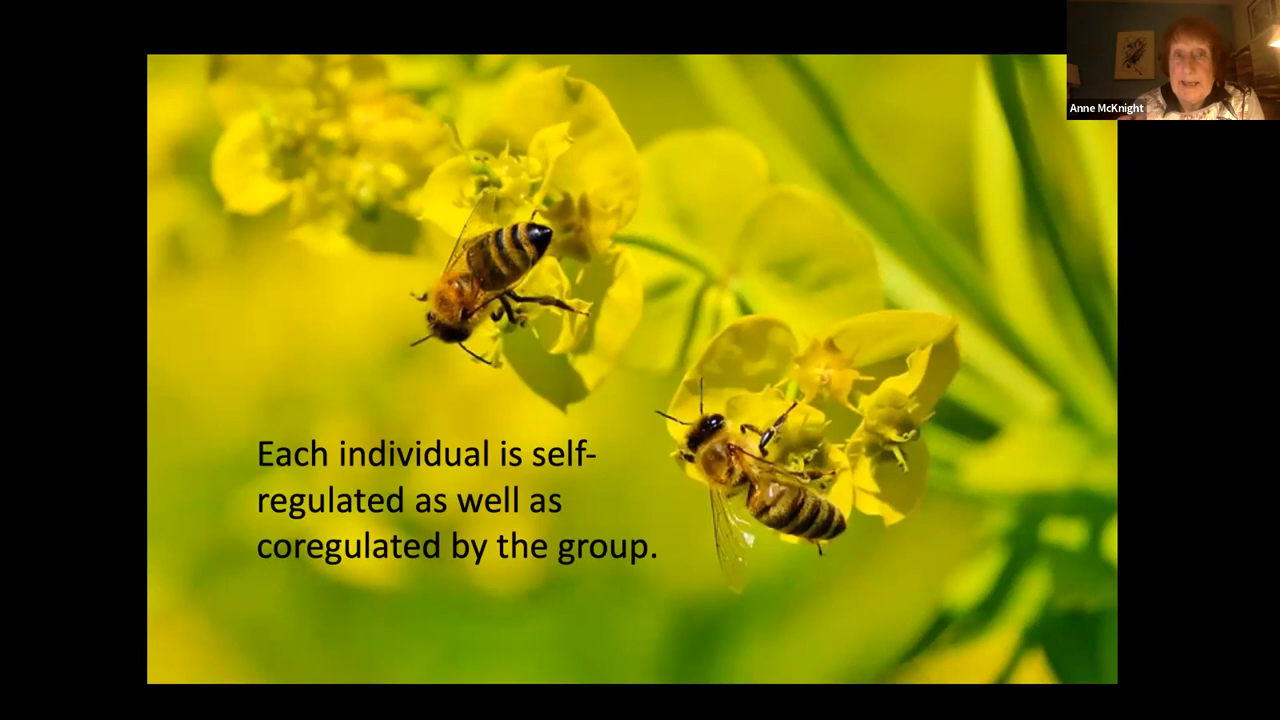 Anne McKnight
Each individual is self-
regulated as well as
coregulated by the group.